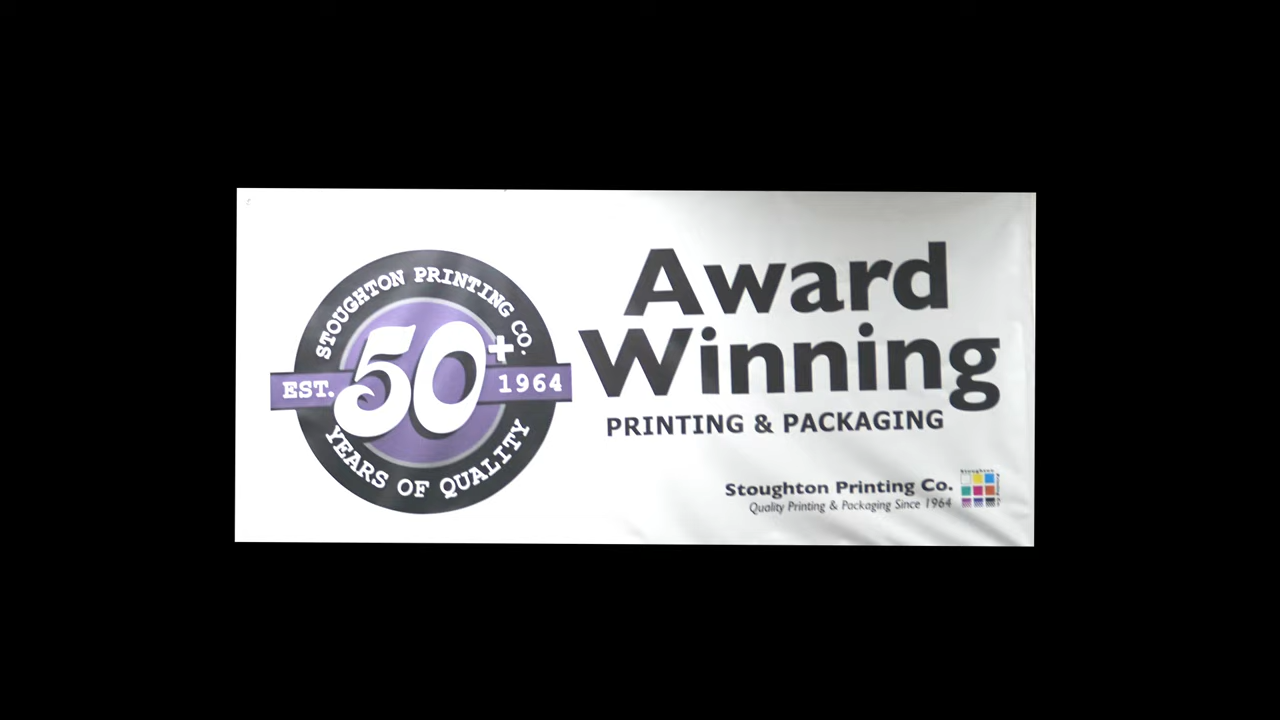 STOUGHTON PRINTING CO.
EST. 50+ 1964
YEARS OF QUALITY
Award
Winning
PRINTING & PACKAGING
Stoughton Printing Co.
Quality Printing & Packaging Since 1964
Stoughton